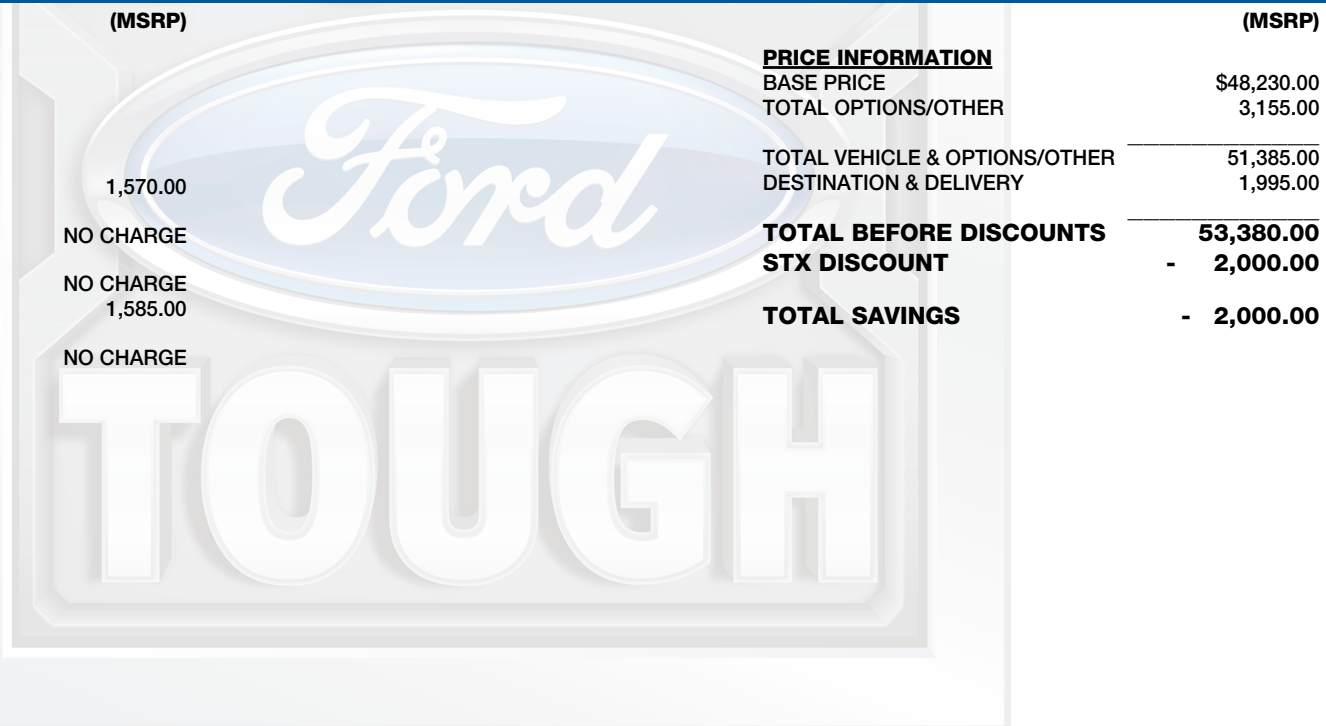 (MSRP)
1,570.00
NO CHARGE
NO CHARGE
1,585.00
NO CHARGE
Ford
TOUGH
(MSRP)
PRICE INFORMATION
BASE PRICE $48,230.00
TOTAL OPTIONS/OTHER 3,155.00
TOTAL VEHICLE & OPTIONS/OTHER 51,385.00
DESTINATION & DELIVERY 1,995.00
TOTAL BEFORE DISCOUNTS 53,380.00
STX DISCOUNT - 2,000.00
TOTAL SAVINGS - 2,000.00